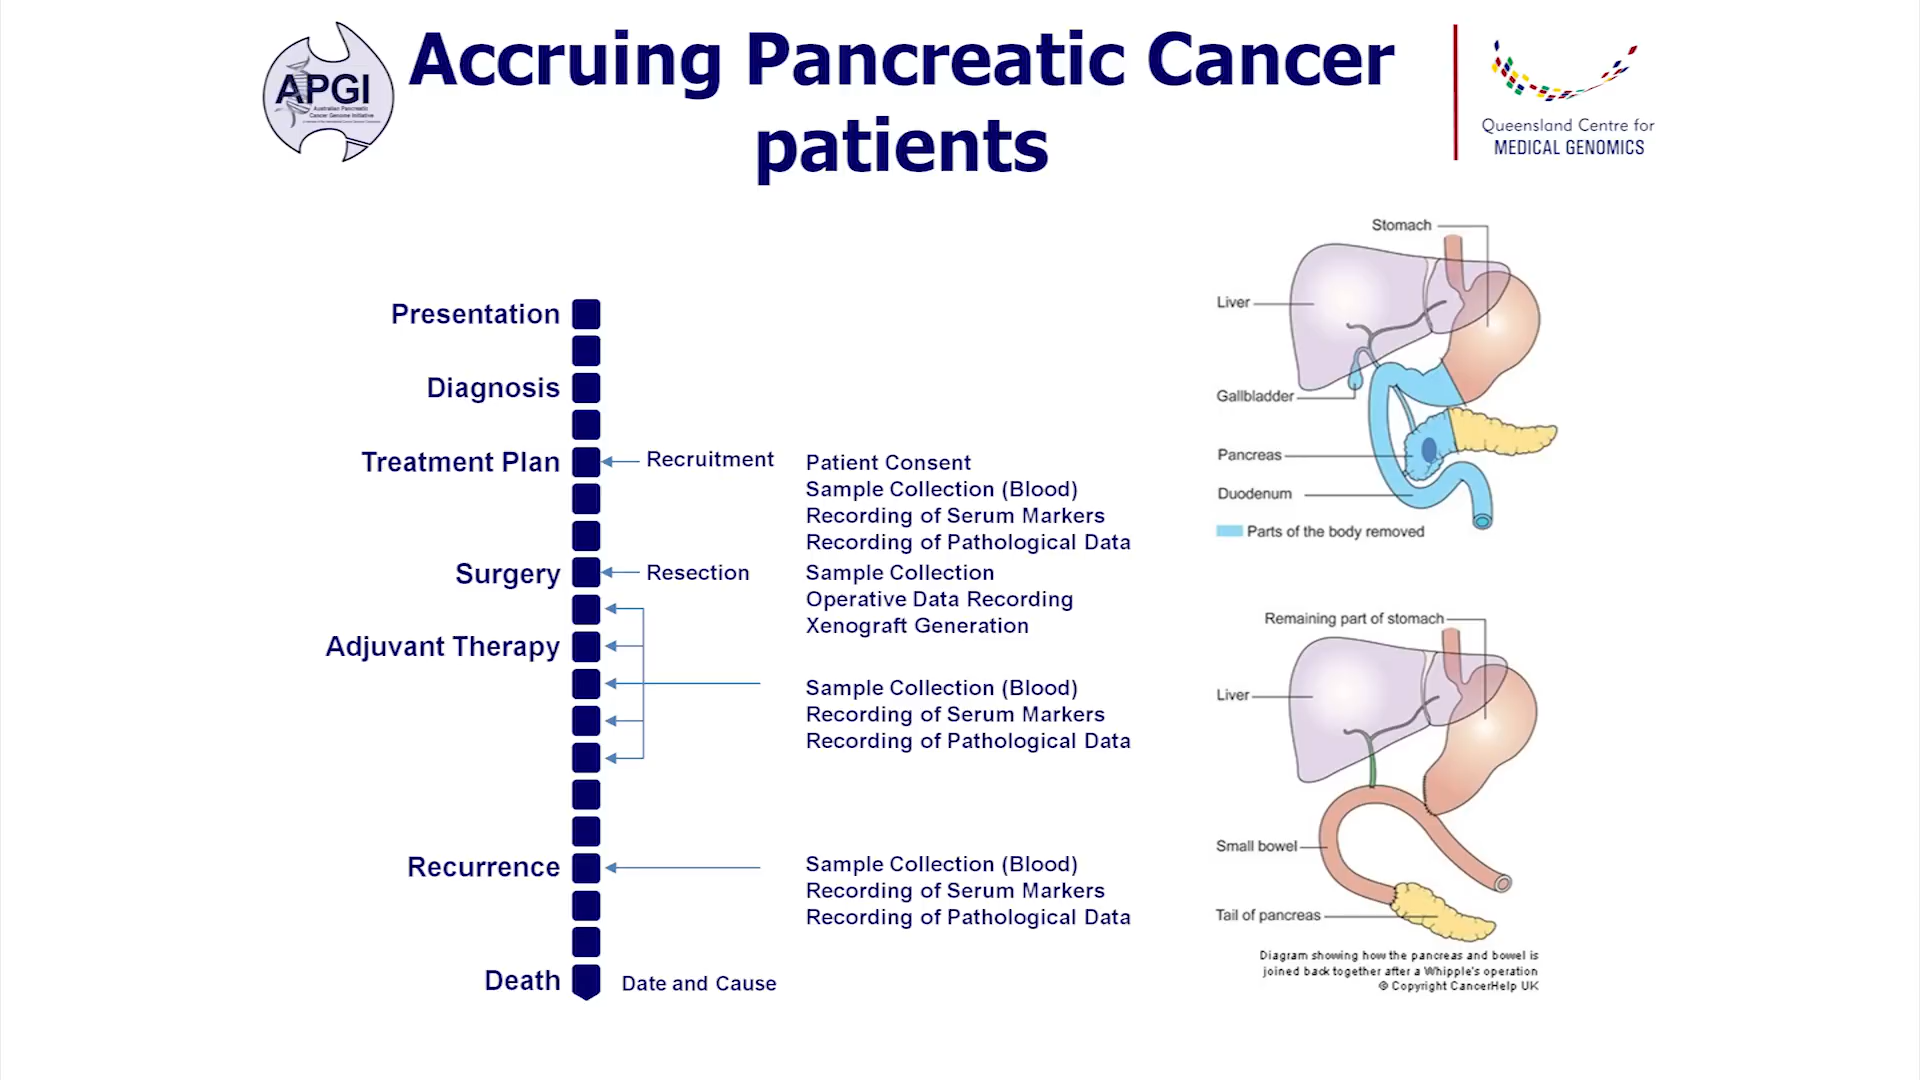 Accruing Pancreatic Cancer
patients
APGI
Australian Pancreatic
Cancer Genome Initiative
Queensland Centre for
MEDICAL GENOMICS
Presentation
Diagnosis
Treatment Plan
Recruitment
Patient Consent
Sample Collection (Blood)
Recording of Serum Markers
Recording of Pathological Data
Surgery
Resection
Sample Collection
Operative Data Recording
Xenograft Generation
Adjuvant Therapy
Sample Collection (Blood)
Recording of Serum Markers
Recording of Pathological Data
Recurrence
Sample Collection (Blood)
Recording of Serum Markers
Recording of Pathological Data
Death
Date and Cause
Stomach
Liver
Gallbladder
Pancreas
Duodenum
Parts of the body removed
Remaining part of stomach
Liver
Small bowel
Tail of pancreas
Diagram showing how the pancreas and bowel is
joined back together after a Whipple's operation
© Copyright CancerHelp UK